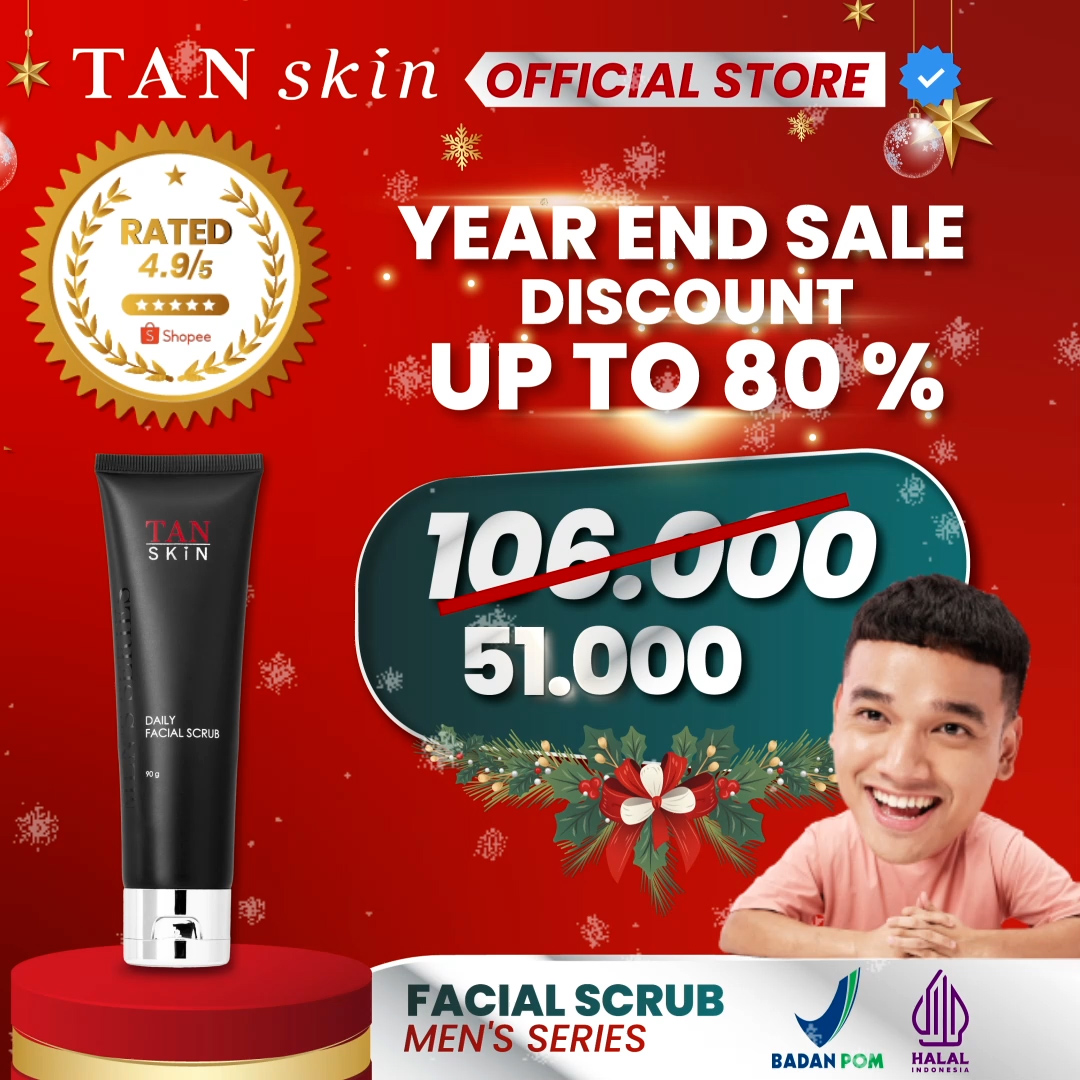 TAN skin
OFFICIAL STORE
RATED
4.9/5
Shopee
YEAR END SALE
DISCOUNT
UP TO 80 %
106.000
51.000
TAN
SKiN
DAILY
FACIAL SCRUB
90 g
FACIAL SCRUB
MEN'S SERIES
BADAN POM
HALAL
INDONESIA